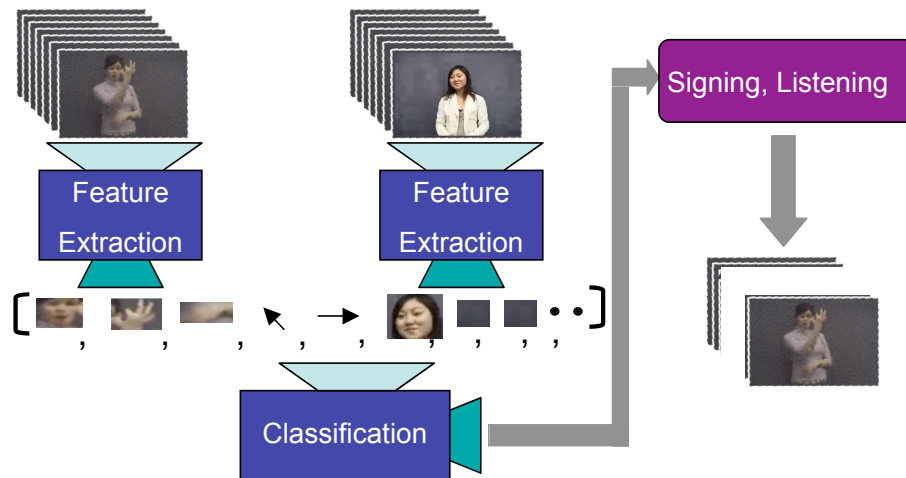 Signing, Listening
Feature
Extraction
Feature
Extraction
[ , , , , , , , , ]
Classification